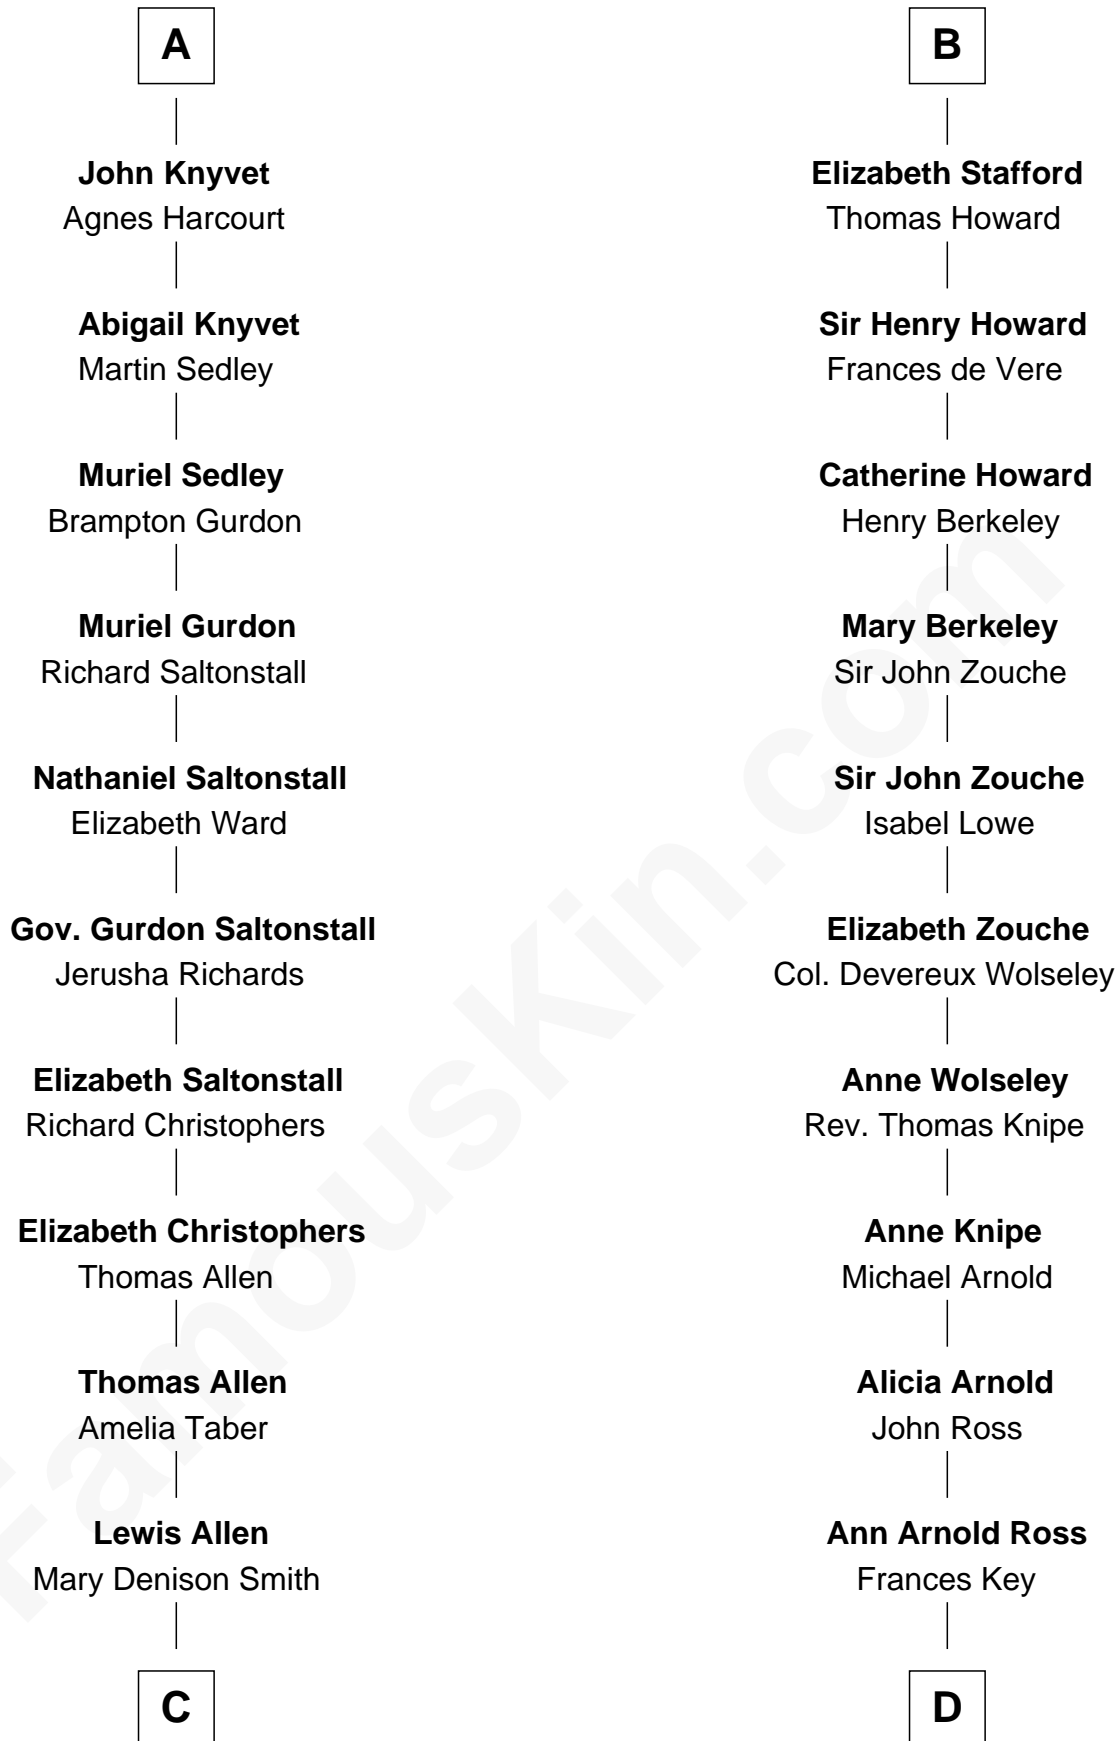 A
John Knyvet
Agnes Harcourt
Abigail Knyvet
Martin Sedley
Muriel Sedley
Brampton Gurdon
Muriel Gurdon
Richard Saltonstall
Nathaniel Saltonstall
Elizabeth Ward
Gov. Gurdon Saltonstall
Jerusha Richards
Elizabeth Saltonstall
Richard Christophers
Elizabeth Christophers
Thomas Allen
Thomas Allen
Amelia Taber
Lewis Allen
Mary Denison Smith
C
B
Elizabeth Stafford
Thomas Howard
Sir Henry Howard
Frances de Vere
Catherine Howard
Henry Berkeley
Mary Berkeley
Sir John Zouche
Sir John Zouche
Isabel Lowe
Elizabeth Zouche
Col. Devereux Wolseley
Anne Wolseley
Rev. Thomas Knipe
Anne Knipe
Michael Arnold
Alicia Arnold
John Ross
Ann Arnold Ross
Frances Key
D
FamousKin.com